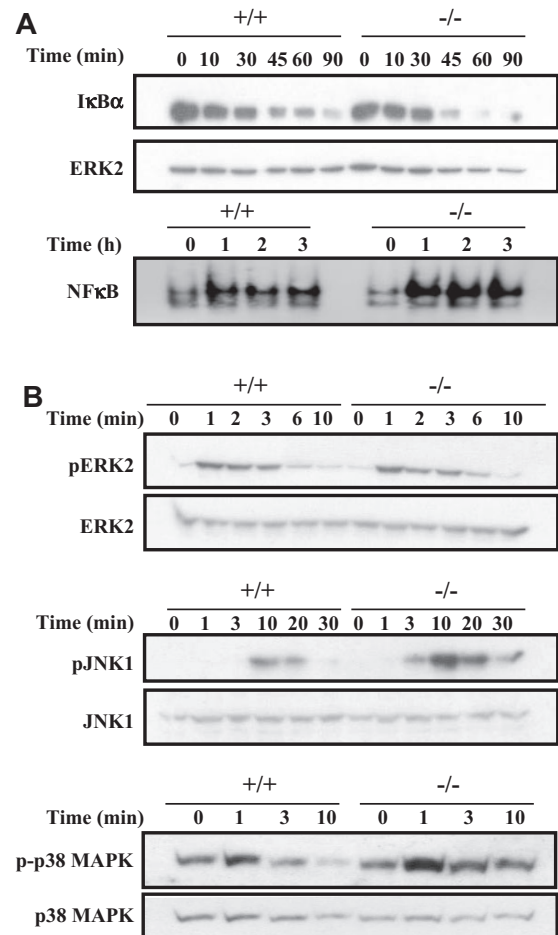 A
+/+ -/-
Time (min) 0 10 30 45 60 90 0 10 30 45 60 90
IκBα
ERK2
+/+ -/-
Time (h) 0 1 2 3 0 1 2 3
NFκB
B
+/+ -/-
Time (min) 0 1 2 3 6 10 0 1 2 3 6 10
pERK2
ERK2
+/+ -/-
Time (min) 0 1 3 10 20 30 0 1 3 10 20 30
pJNK1
JNK1
+/+ -/-
Time (min) 0 1 3 10 0 1 3 10
p-p38 MAPK
p38 MAPK